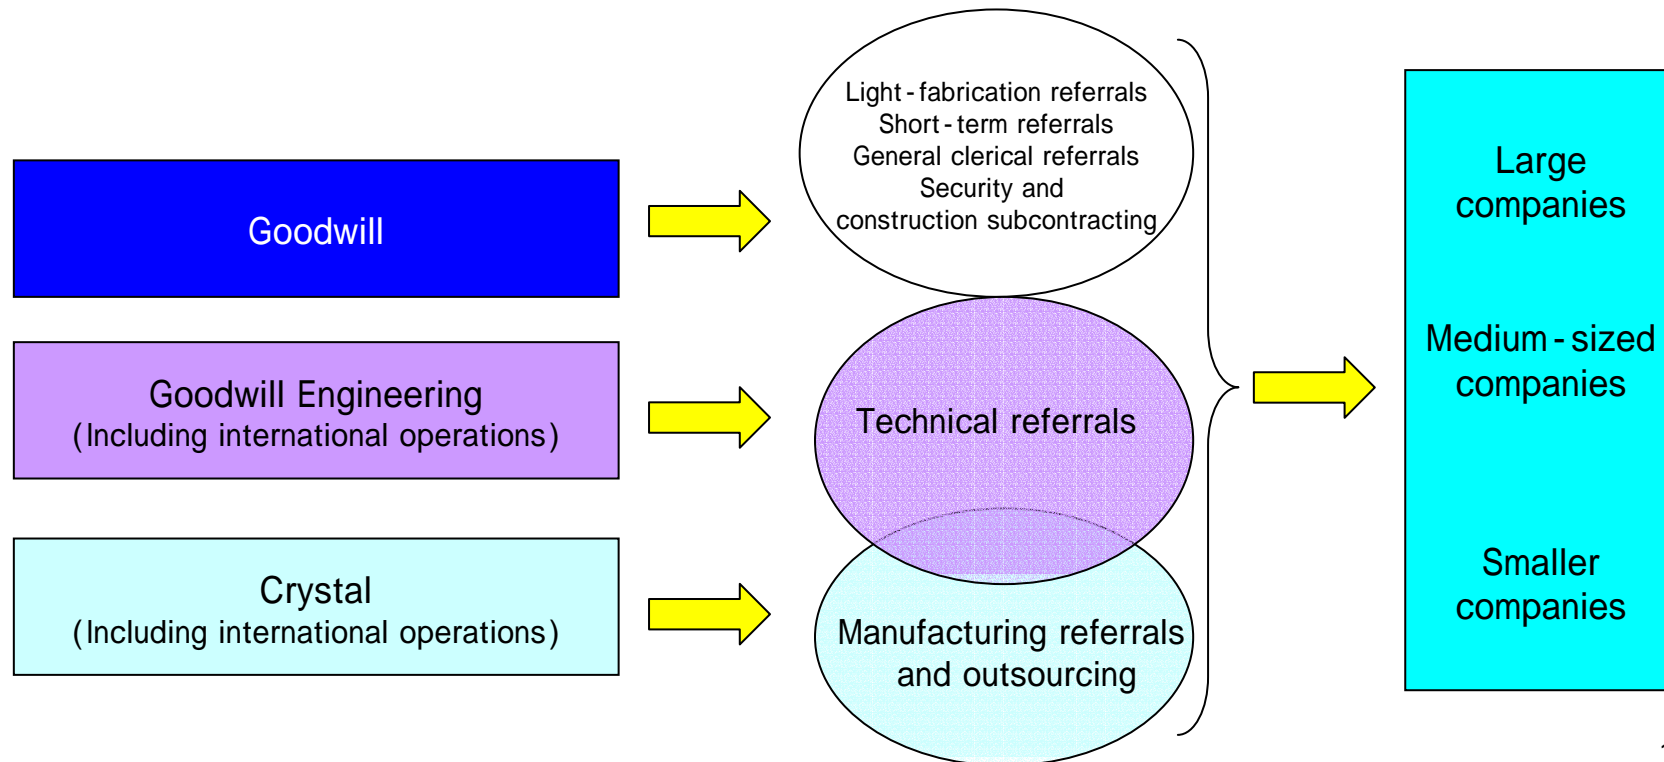 Goodwill
Goodwill Engineering
(Including international operations)
Crystal
(Including international operations)
Light-fabrication referrals
Short-term referrals
General clerical referrals
Security and
construction subcontracting
Technical referrals
Manufacturing referrals
and outsourcing
Large
companies
Medium-sized
companies
Smaller
companies